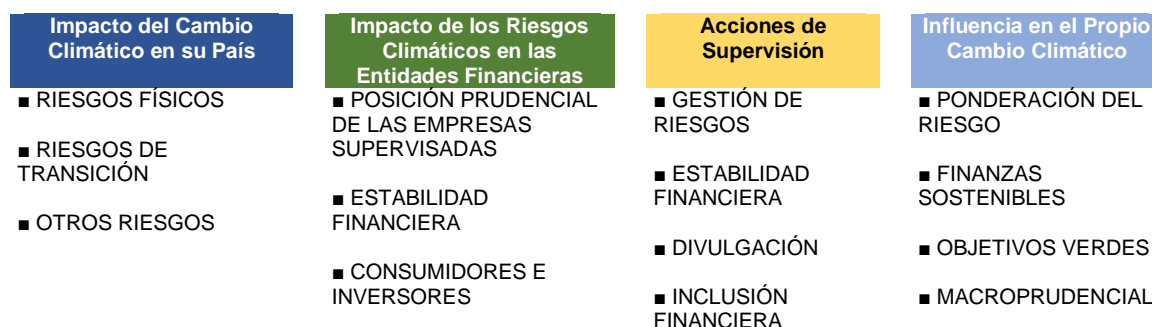 Impacto del Cambio
Climático en su País
■ RIESGOS FÍSICOS
■ RIESGOS DE
TRANSICIÓN
■ OTROS RIESGOS
Impacto de los Riesgos
Climáticos en las
Entidades Financieras
■ POSICIÓN PRUDENCIAL
DE LAS EMPRESAS
SUPERVISADAS
■ ESTABILIDAD
FINANCIERA
■ CONSUMIDORES E
INVERSORES
Acciones de
Supervisión
■ GESTIÓN DE
RIESGOS
■ ESTABILIDAD
FINANCIERA
■ DIVULGACIÓN
■ INCLUSIÓN
FINANCIERA
Influencia en el Propio
Cambio Climático
■ PONDERACIÓN DEL
RIESGO
■ FINANZAS
SOSTENIBLES
■ OBJETIVOS VERDES
■ MACROPRUDENCIAL